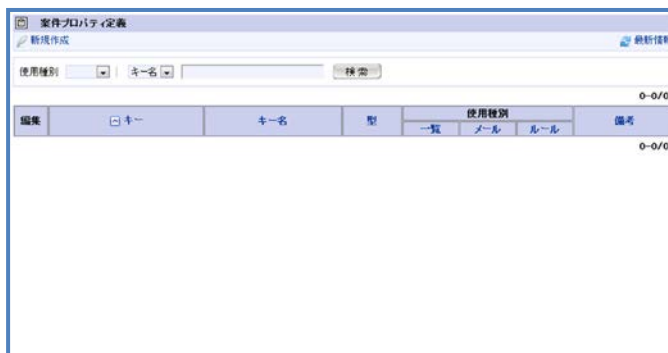 案件プロパティ定義
新規作成 最新情報
使用種別 キー名 検索
0-0/0
編集 キー キー名 型 使用種別 備考
一覧 メール ルール
0-0/0